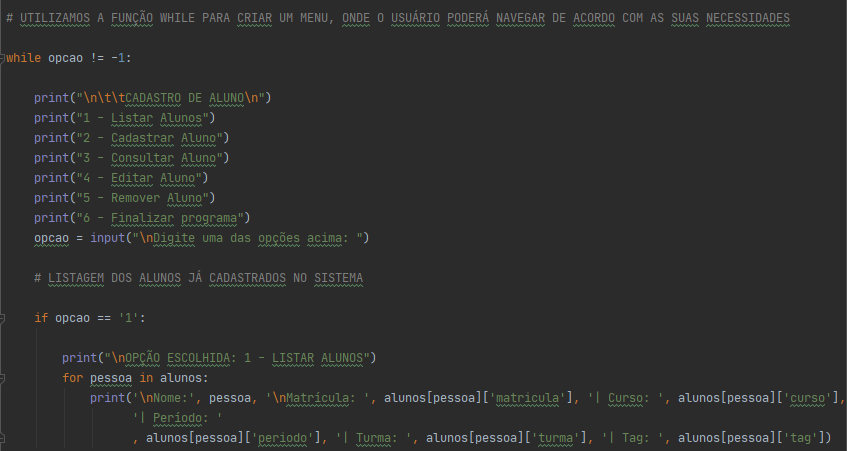 # UTILIZAMOS A FUNÇÃO WHILE PARA CRIAR UM MENU, ONDE O USUÁRIO PODERÁ NAVEGAR DE ACORDO COM AS SUAS NECESSIDADES
while opcao != -1:
print("\n\t\tCADASTRO DE ALUNO\n")
print("1 - Listar Alunos")
print("2 - Cadastrar Aluno")
print("3 - Consultar Aluno")
print("4 - Editar Aluno")
print("5 - Remover Aluno")
print("6 - Finalizar programa")
opcao = input("\nDigite uma das opções acima: ")
# LISTAGEM DOS ALUNOS JÁ CADASTRADOS NO SISTEMA
if opcao == '1':
print("\nOPÇÃO ESCOLHIDA: 1 - LISTAR ALUNOS")
for pessoa in alunos:
print('\nNome:', pessoa, '\nMatricula: ', alunos[pessoa]['matricula'], '| Curso: ', alunos[pessoa]['curso'],
'| Período: '
, alunos[pessoa]['periodo'], '| Turma: ', alunos[pessoa]['turma'], '| Tag: ', alunos[pessoa]['tag'])